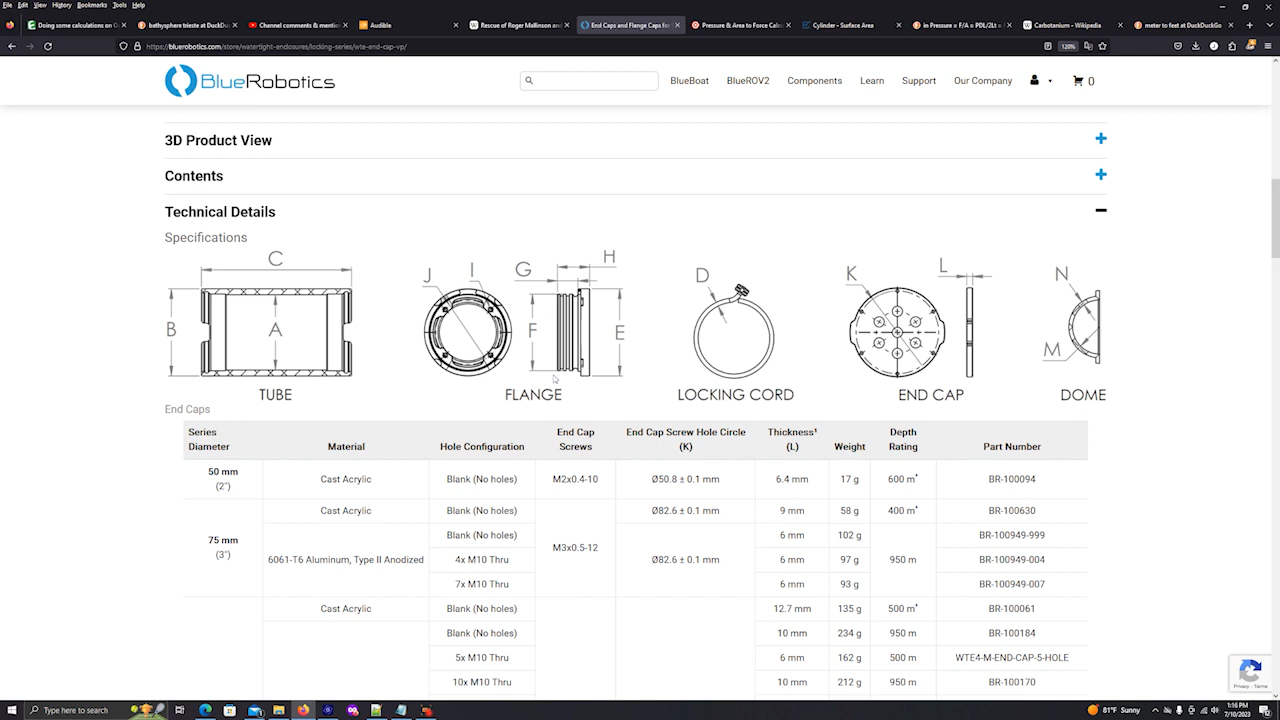 File Edit View History Bookmarks Tools Help
Doing some calculations on O
bathysphere trieste at DuckDu
Channel comments & mention
Audible
Rescue of Roger Mallinson and
End Caps and Flange Caps for
Pressure & Area to Force Calc
Cylinder - Surface Area
in Pressure = F/A = PDL/2Lt =
Carbotanium - Wikipedia
meter to feet at DuckDuckGo
https://bluerobotics.com/store/watertight-enclosures/locking-series/wte-end-cap-vp/
120%
BlueRobotics
BlueBoat
BlueROV2
Components
Learn
Support
Our Company
0
3D Product View
Contents
Technical Details
Specifications
C
B
A
TUBE
J
I
G
H
F
E
FLANGE
D
LOCKING CORD
K
L
END CAP
N
M
DOME
End Caps
Series Diameter
Material
Hole Configuration
End Cap Screws
End Cap Screw Hole Circle (K)
Thickness¹ (L)
Weight
Depth Rating
Part Number
50 mm (2″) Cast Acrylic Blank (No holes) M2x0.4-10 Ø50.8 ± 0.1 mm 6.4 mm 17 g 600 m* BR-100094
75 mm (3″) Cast Acrylic Blank (No holes) M3x0.5-12 Ø82.6 ± 0.1 mm 9 mm 58 g 400 m* BR-100630
6061-T6 Aluminum, Type II Anodized Blank (No holes) Ø82.6 ± 0.1 mm 6 mm 102 g 950 m BR-100949-999
4x M10 Thru 6 mm 97 g BR-100949-004
7x M10 Thru 6 mm 93 g BR-100949-007
Cast Acrylic Blank (No holes) 12.7 mm 135 g 500 m* BR-100061
Blank (No holes) 10 mm 234 g 950 m BR-100184
5x M10 Thru 6 mm 162 g 500 m WTE4-M-END-CAP-5-HOLE
10x M10 Thru 10 mm 212 g 950 m BR-100170
Privacy - Terms
Type here to search
81°F Sunny
1:16 PM
7/10/2023